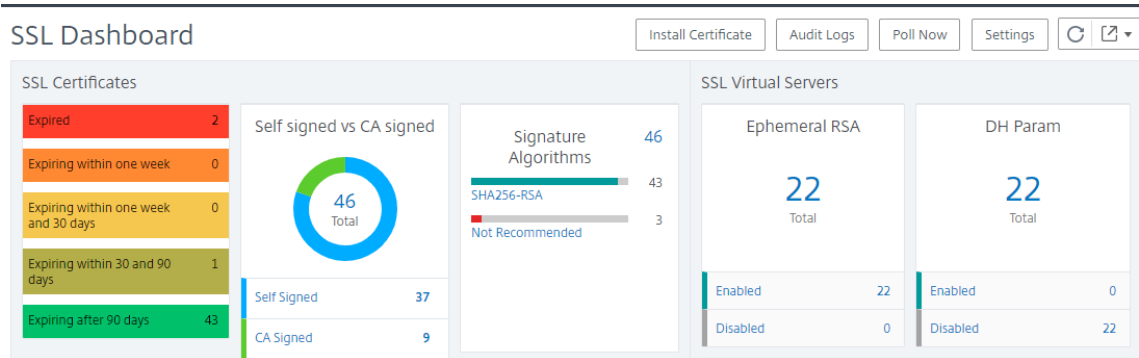 SSL Dashboard
Install Certificate
Audit Logs
Poll Now
Settings
SSL Certificates
Expired 2
Expiring within one week 0
Expiring within one week 0
and 30 days
Expiring within 30 and 90 1
days
Expiring after 90 days 43
Self signed vs CA signed
46
Total
Self Signed 37
CA Signed 9
Signature 46
Algorithms
43
SHA256-RSA
3
Not Recommended
SSL Virtual Servers
Ephemeral RSA
22
Total
Enabled 22
Disabled 0
DH Param
22
Total
Enabled 0
Disabled 22